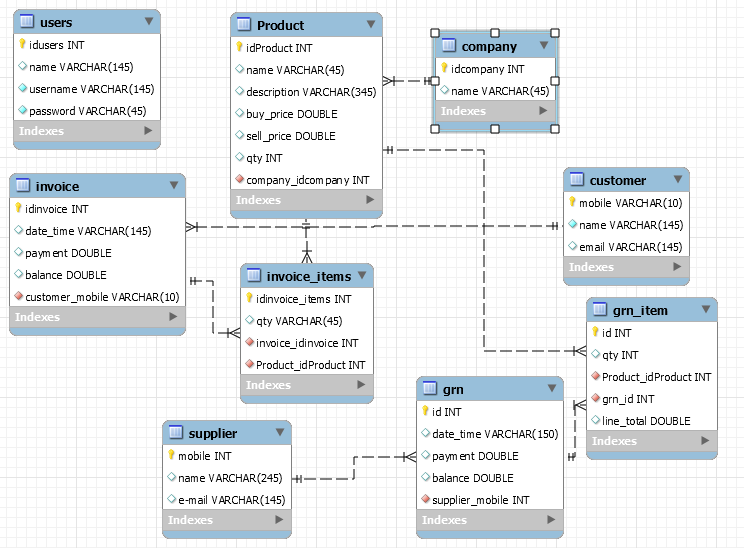 users
idusers INT
name VARCHAR(145)
username VARCHAR(145)
password VARCHAR(45)
Indexes
Product
idProduct INT
name VARCHAR(45)
description VARCHAR(345)
buy_price DOUBLE
sell_price DOUBLE
qty INT
company_idcompany INT
Indexes
company
idcompany INT
name VARCHAR(45)
Indexes
invoice
idinvoice INT
date_time VARCHAR(145)
payment DOUBLE
balance DOUBLE
customer_mobile VARCHAR(10)
Indexes
customer
mobile VARCHAR(10)
name VARCHAR(145)
email VARCHAR(145)
Indexes
invoice_items
idinvoice_items INT
qty VARCHAR(45)
invoice_idinvoice INT
Product_idProduct INT
Indexes
grn_item
id INT
qty INT
Product_idProduct INT
grn_id INT
line_total DOUBLE
Indexes
supplier
mobile INT
name VARCHAR(245)
e-mail VARCHAR(145)
Indexes
grn
id INT
date_time VARCHAR(150)
payment DOUBLE
balance DOUBLE
supplier_mobile INT
Indexes